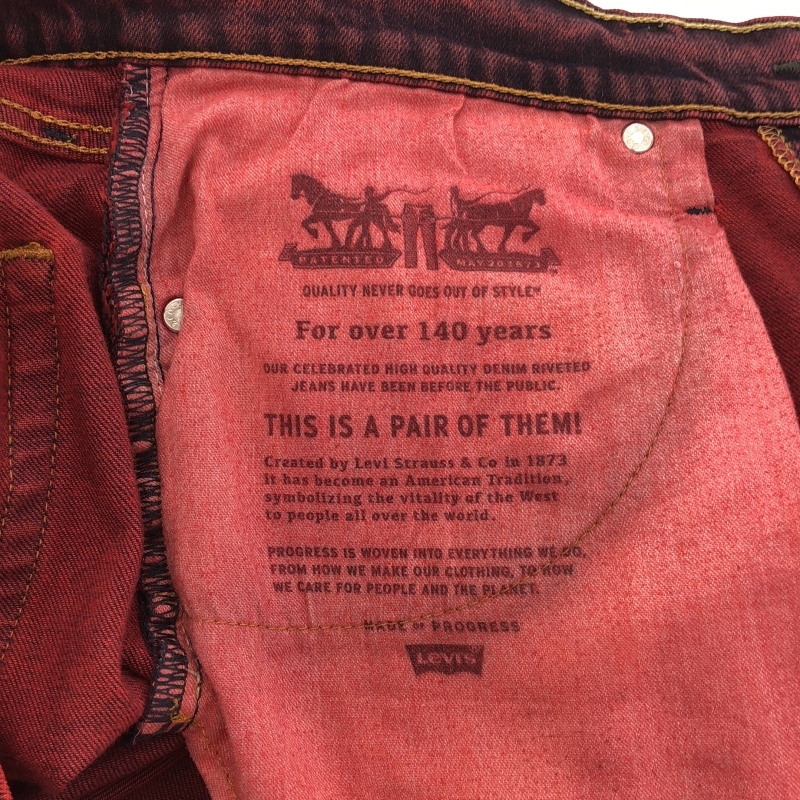 PATENTED MAY 20 1873
QUALITY NEVER GOES OUT OF STYLE™
For over 140 years
OUR CELEBRATED HIGH QUALITY DENIM RIVETED
JEANS HAVE BEEN BEFORE THE PUBLIC.
THIS IS A PAIR OF THEM!
Created by Levi Strauss & Co in 1873
it has become an American Tradition,
symbolizing the vitality of the West
to people all over the world.
PROGRESS IS WOVEN INTO EVERYTHING WE DO,
FROM HOW WE MAKE OUR CLOTHING, TO HOW
WE CARE FOR PEOPLE AND THE PLANET.
MADE OF PROGRESS
LEVI'S